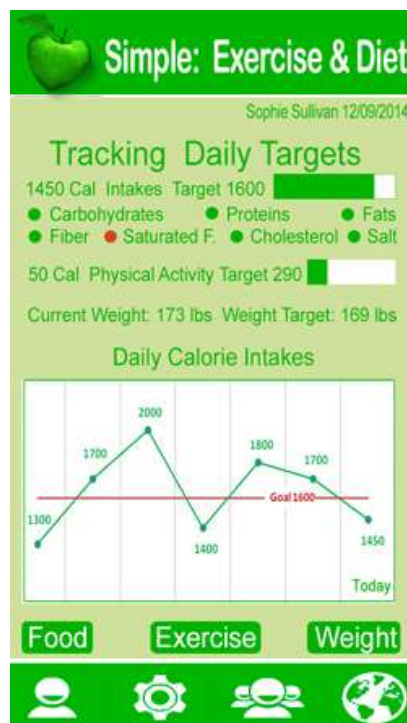 Simple: Exercise & Diet
Sophie Sullivan 12/09/2014
Tracking Daily Targets
1450 Cal Intakes Target 1600
Carbohydrates Proteins Fats
Fiber Saturated F. Cholesterol Salt
50 Cal Physical Activity Target 290
Current Weight: 173 lbs Weight Target: 169 lbs
Daily Calorie Intakes
2000
1700
1800
1700
Goal 1600
1300
1400
1450
Today
Food Exercise Weight